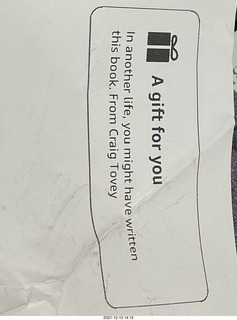 A gift for you
In another life, you might have written
this book. From Craig Tovey
2021-12-12 14:13